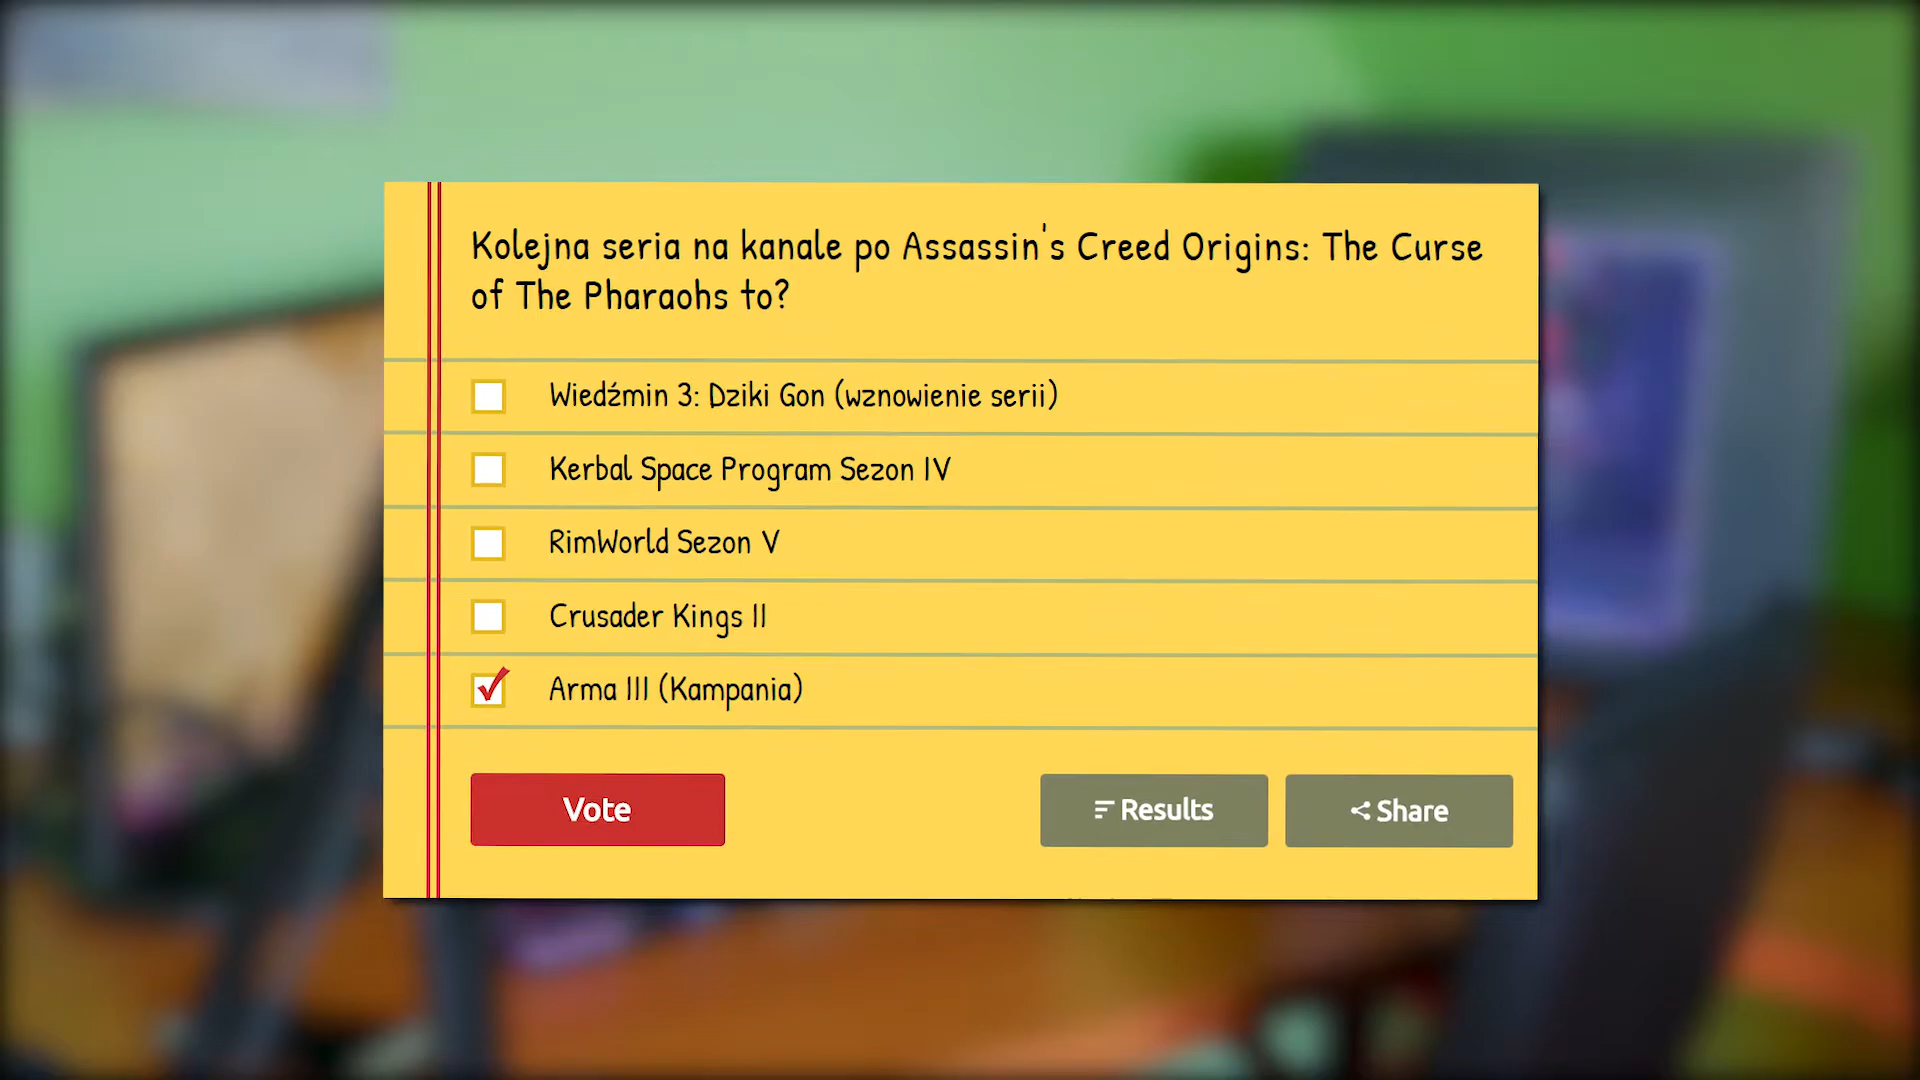 Kolejna seria na kanale po Assassin's Creed Origins: The Curse
of The Pharaohs to?
Wiedźmin 3: Dziki Gon (wznowienie serii)
Kerbal Space Program Sezon IV
RimWorld Sezon V
Crusader Kings II
Arma III (Kampania)
Vote
Results
Share